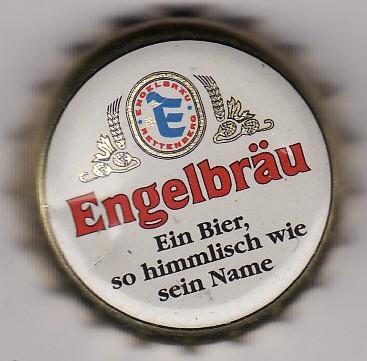 ENGELBRÄU
E
RETTENBERG
Engelbräu
Ein Bier,
so himmlisch wie
sein Name